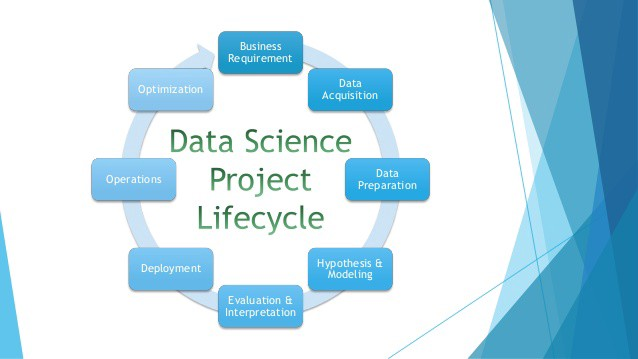 Business
Requirement
Data
Acquisition
Data
Preparation
Hypothesis &
Modeling
Evaluation &
Interpretation
Deployment
Operations
Optimization
Data Science
Project
Lifecycle